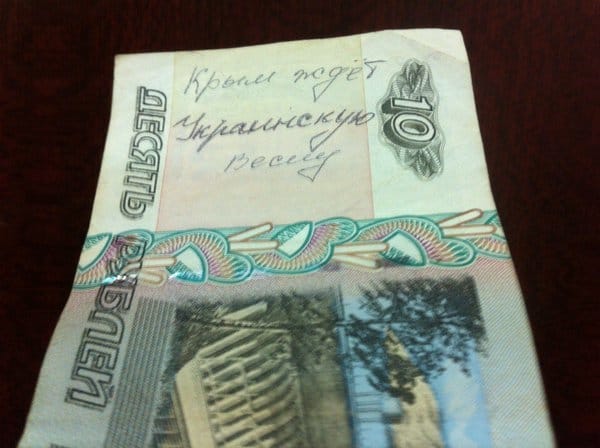 Крым ждёт
Украинскую
Весну
10
ДЕСЯТЬ РУБЛЕЙ